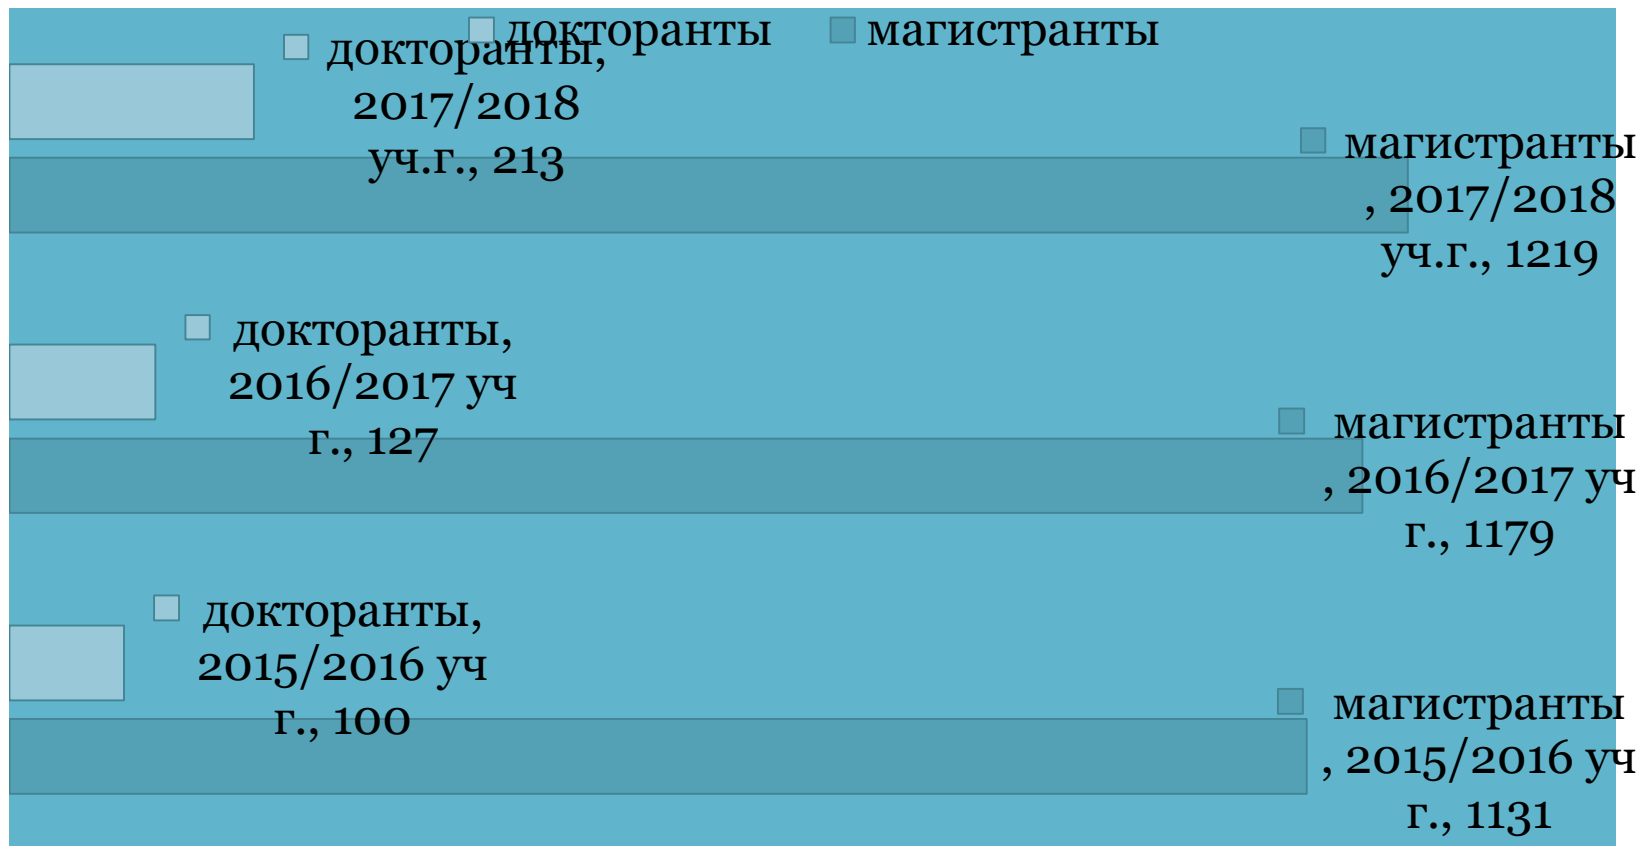 докторанты магистранты
докторанты,
2017/2018
уч.г., 213
магистранты
, 2017/2018
уч.г., 1219
докторанты,
2016/2017 уч
г., 127
магистранты
, 2016/2017 уч
г., 1179
докторанты,
2015/2016 уч
г., 100
магистранты
, 2015/2016 уч
г., 1131